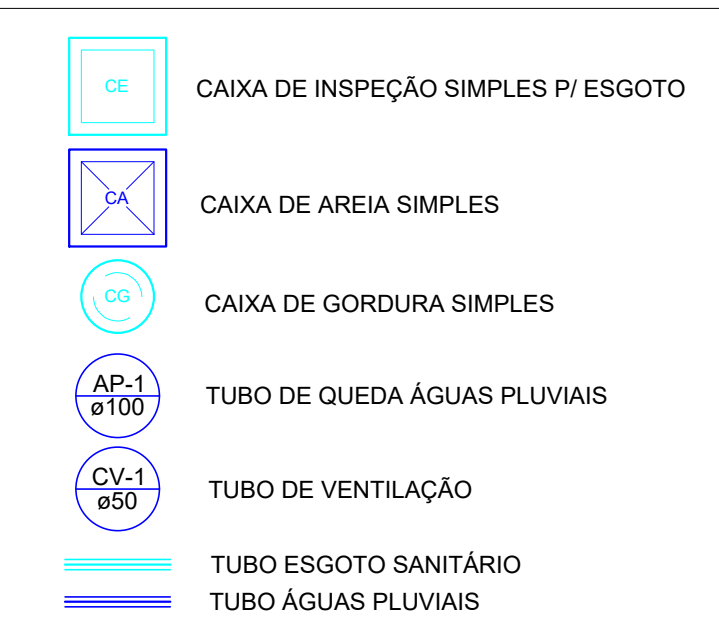 CE CAIXA DE INSPEÇÃO SIMPLES P/ ESGOTO
CA CAIXA DE AREIA SIMPLES
CG CAIXA DE GORDURA SIMPLES
AP-1
ø100
TUBO DE QUEDA ÁGUAS PLUVIAIS
CV-1
ø50
TUBO DE VENTILAÇÃO
TUBO ESGOTO SANITÁRIO
TUBO ÁGUAS PLUVIAIS